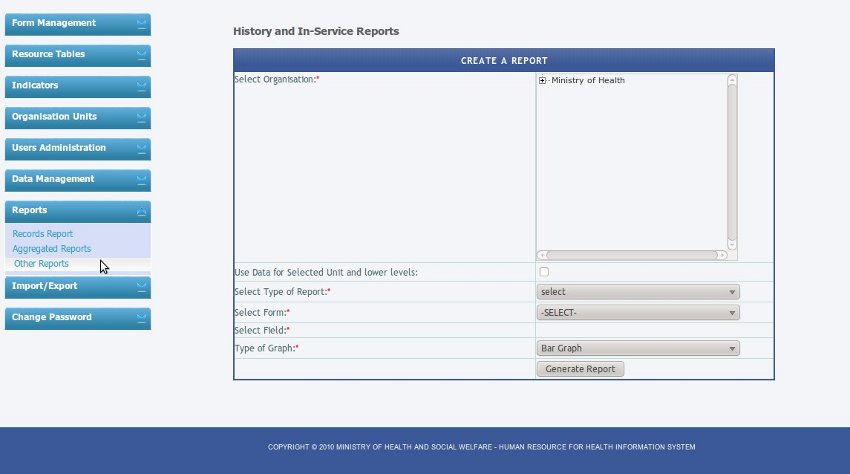 Form Management
Resource Tables
Indicators
Organisation Units
Users Administration
Data Management
Reports
Records Report
Aggregated Reports
Other Reports
Import/Export
Change Password
History and In-Service Reports
CREATE A REPORT
Select Organisation:*
Ministry of Health
Use Data for Selected Unit and lower levels:
Select Type of Report:*
select
Select Form:*
-SELECT-
Select Field:*
Type of Graph:*
Bar Graph
Generate Report
COPYRIGHT © 2010 MINISTRY OF HEALTH AND SOCIAL WELFARE - HUMAN RESOURCE FOR HEALTH INFORMATION SYSTEM